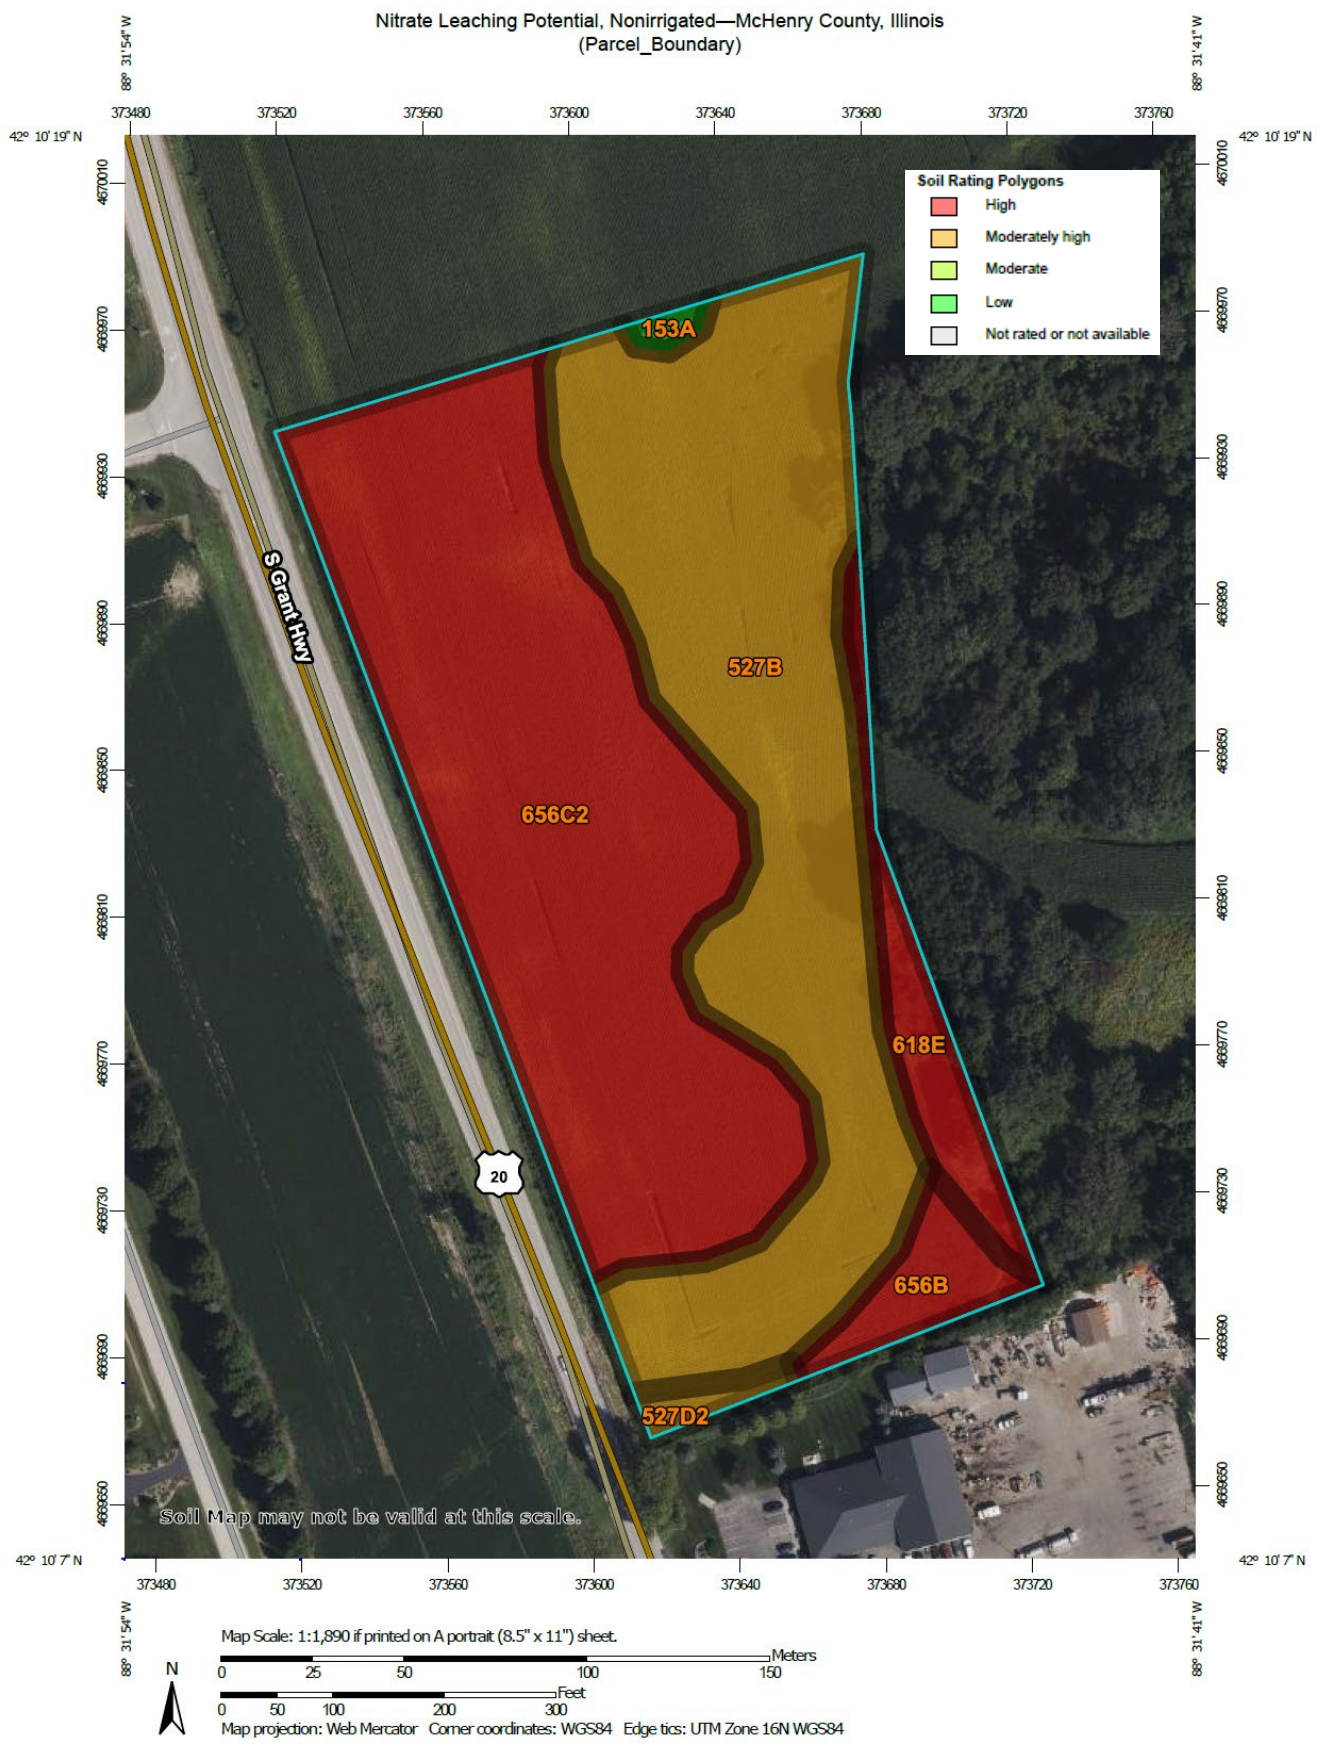 Nitrate Leaching Potential, Nonirrigated—McHenry County, Illinois
(Parcel_Boundary)
88° 31' 54" W
88° 31' 41" W
373480 373520 373560 373600 373640 373680 373720 373760
42° 10' 19" N
42° 10' 19" N
4670010
4669970
4669930
4669890
4669850
4669810
4669770
4669730
4669690
4669650
4670010
4669970
4669930
4669890
4669850
4669810
4669770
4669730
4669690
4669650
Soil Rating Polygons
High
Moderately high
Moderate
Low
Not rated or not available
153A
S Grant Hwy
527B
656C2
618E
20
656B
527D2
Soil Map may not be valid at this scale.
42° 10' 7" N
42° 10' 7" N
373480 373520 373560 373600 373640 373680 373720 373760
88° 31' 54" W
88° 31' 41" W
Map Scale: 1:1,890 if printed on A portrait (8.5" x 11") sheet.
N
Meters
0 25 50 100 150
Feet
0 50 100 200 300
Map projection: Web Mercator Corner coordinates: WGS84 Edge tics: UTM Zone 16N WGS84